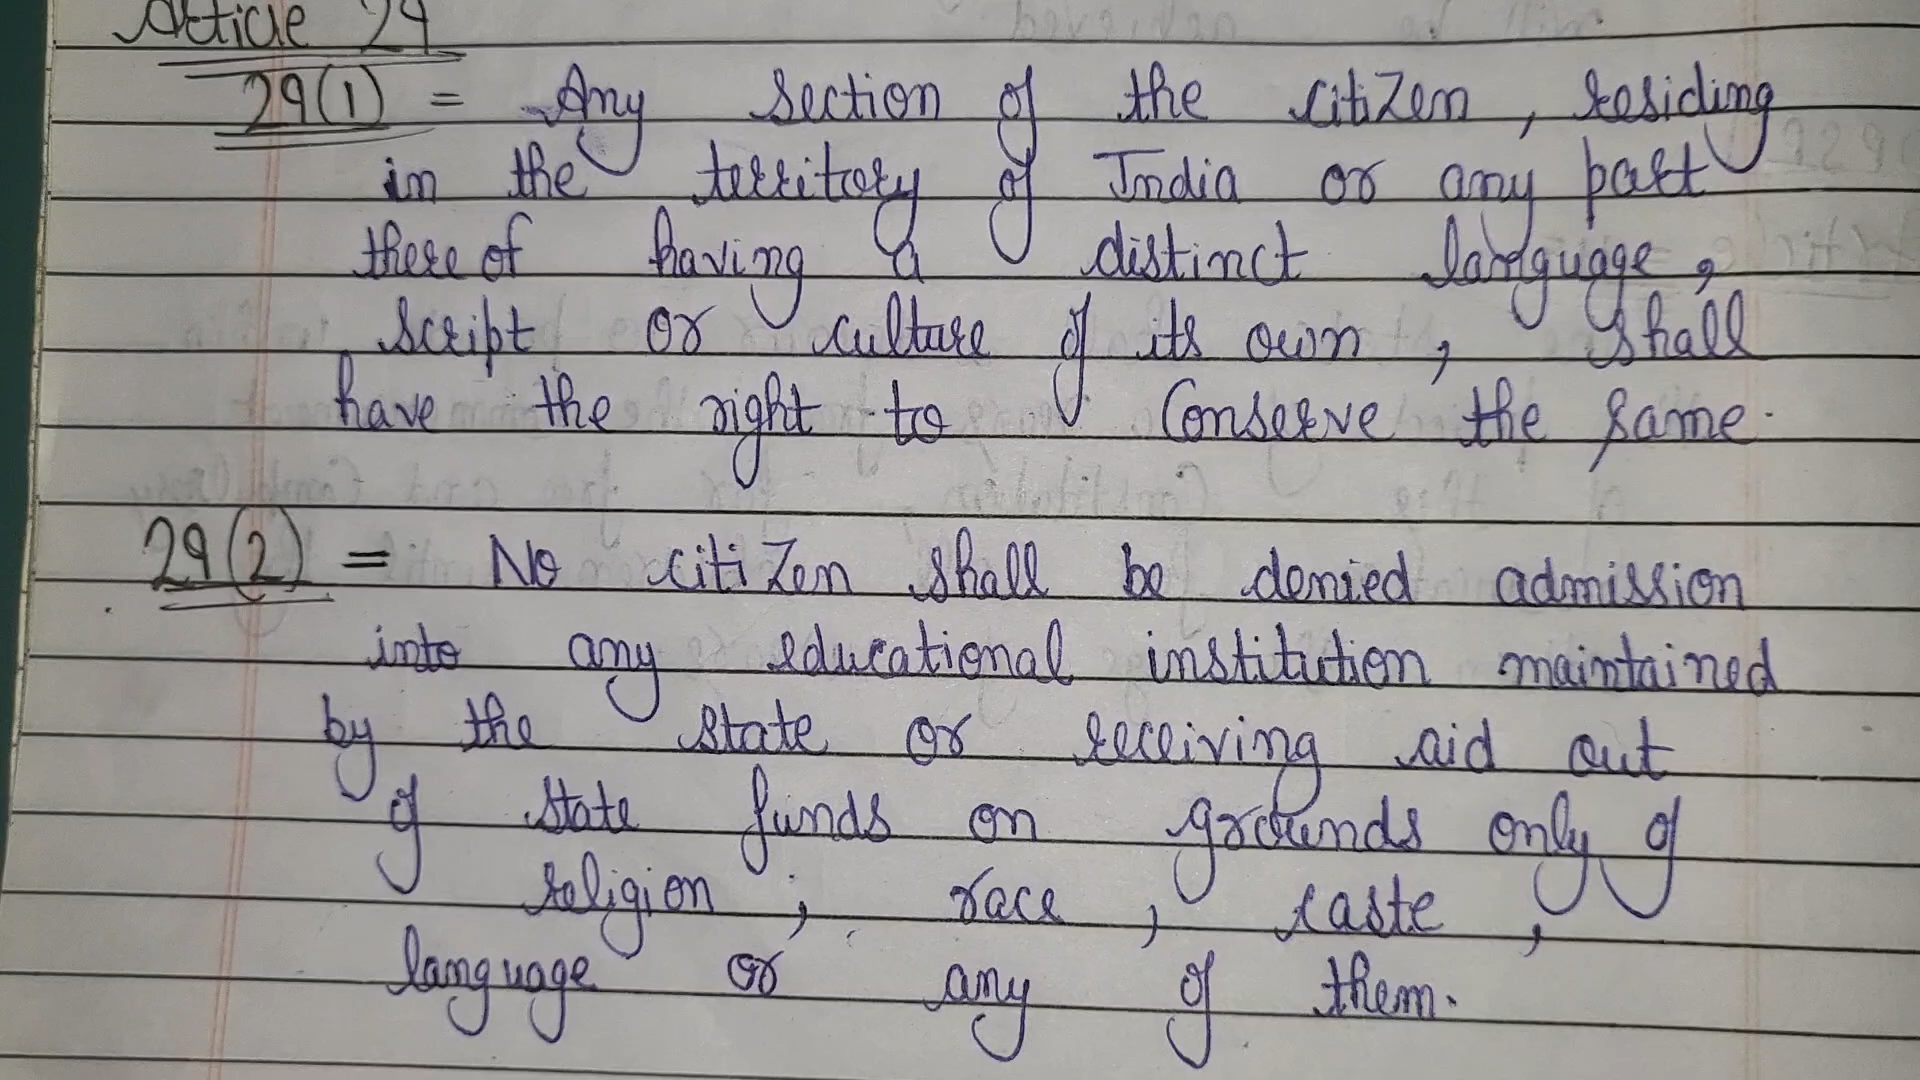 Article 29
29(1) = Any section of the citizen, residing
in the territory of India or any part
there of having a distinct language,
script or culture of its own, shall
have the right to conserve the same.
29(2) = No citizen shall be denied admission
into any educational institution maintained
by the state or receiving aid out
of state funds on grounds only of
religion, race, caste,
language or any of them.